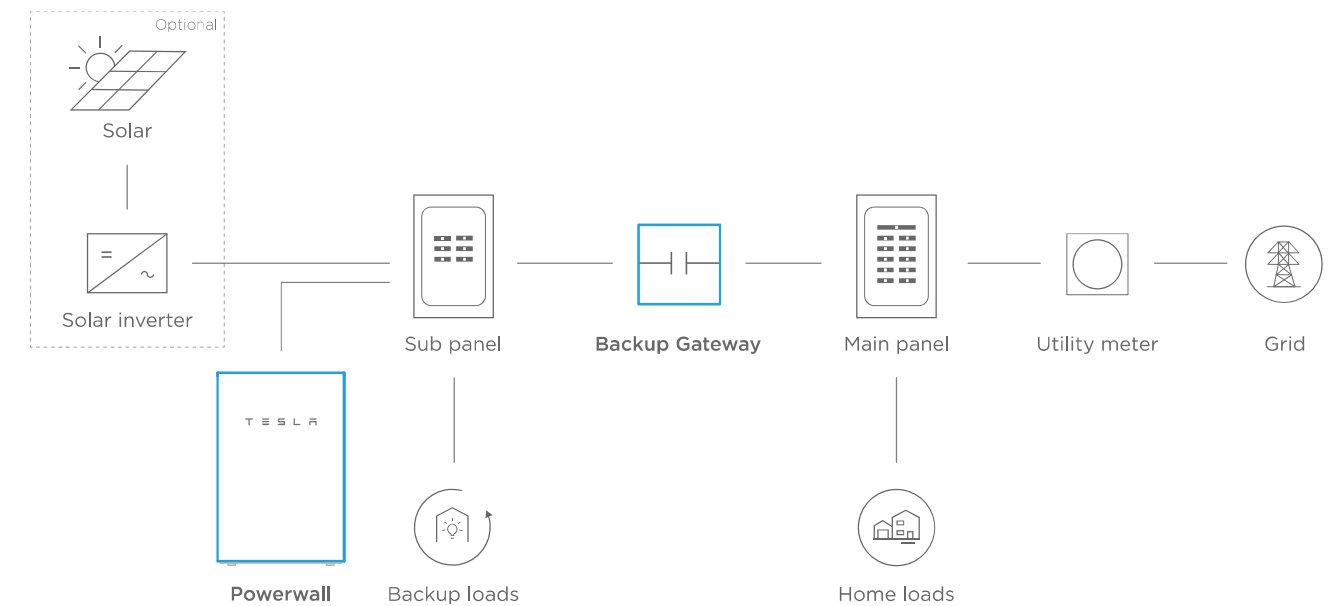 Optional
Solar
Solar inverter
Sub panel
Backup Gateway
Main panel
Utility meter
Grid
TESLA
Powerwall
Backup loads
Home loads